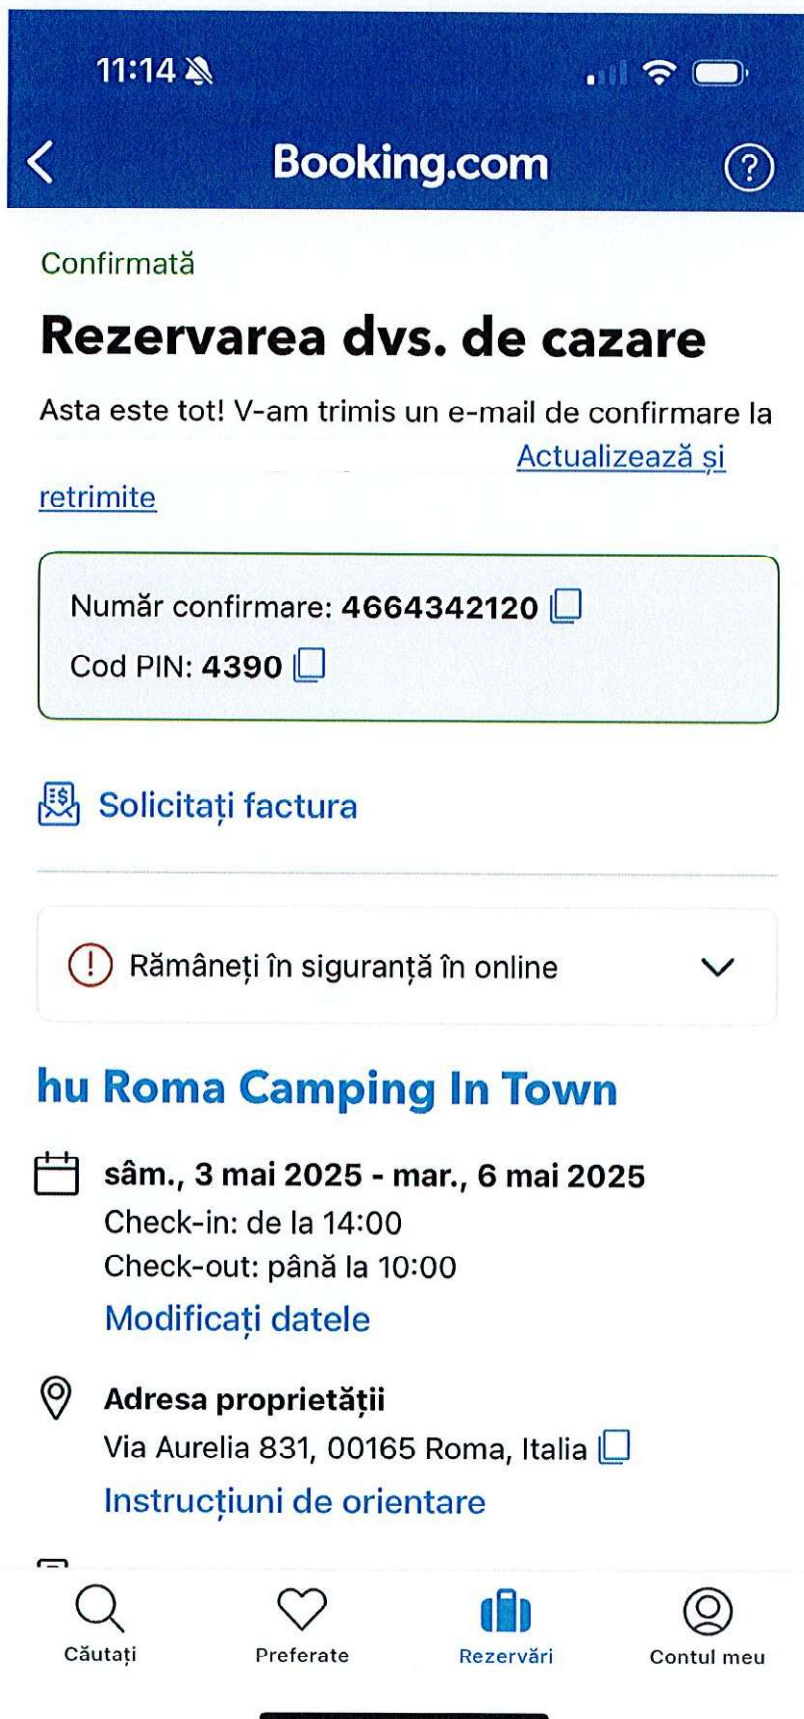 11:14
Booking.com
Confirmată
Rezervarea dvs. de cazare
Asta este tot! V-am trimis un e-mail de confirmare la
Actualizează și
retrimite
Număr confirmare: 4664342120
Cod PIN: 4390
Solicitați factura
Rămâneți în siguranță în online
hu Roma Camping In Town
sâm., 3 mai 2025 - mar., 6 mai 2025
Check-in: de la 14:00
Check-out: până la 10:00
Modificați datele
Adresa proprietății
Via Aurelia 831, 00165 Roma, Italia
Instrucțiuni de orientare
Căutați Preferate Rezervări Contul meu